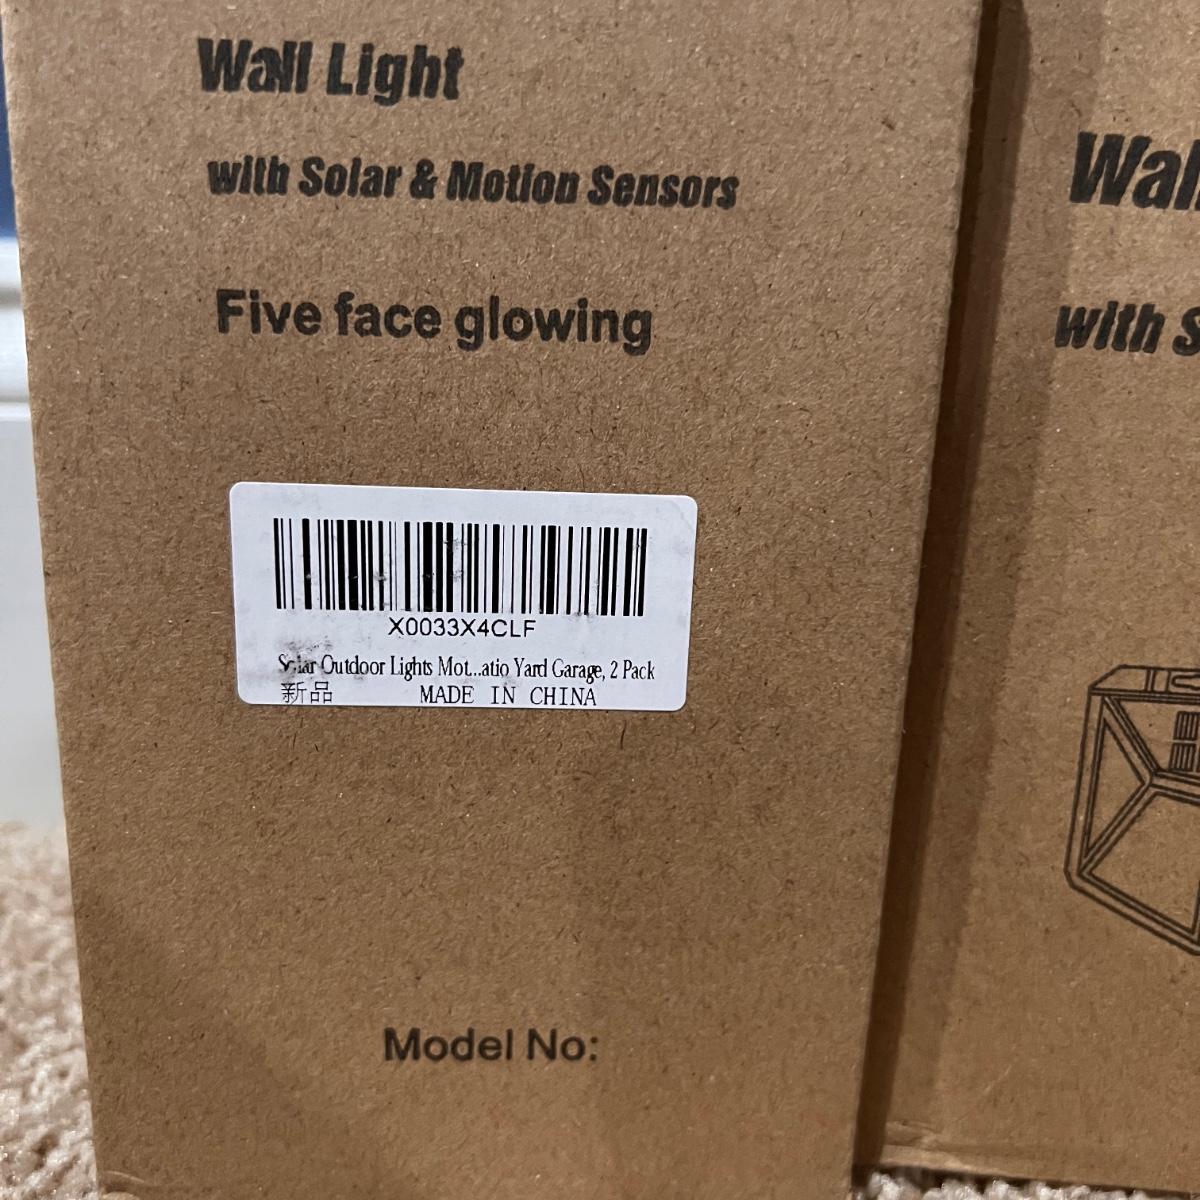 Wall Light
with Solar & Motion Sensors
Five face glowing
X0033X4CLF
Solar Outdoor Lights Mot...atio Yard Garage, 2 Pack
新品 MADE IN CHINA
Model No:
Wal
with S